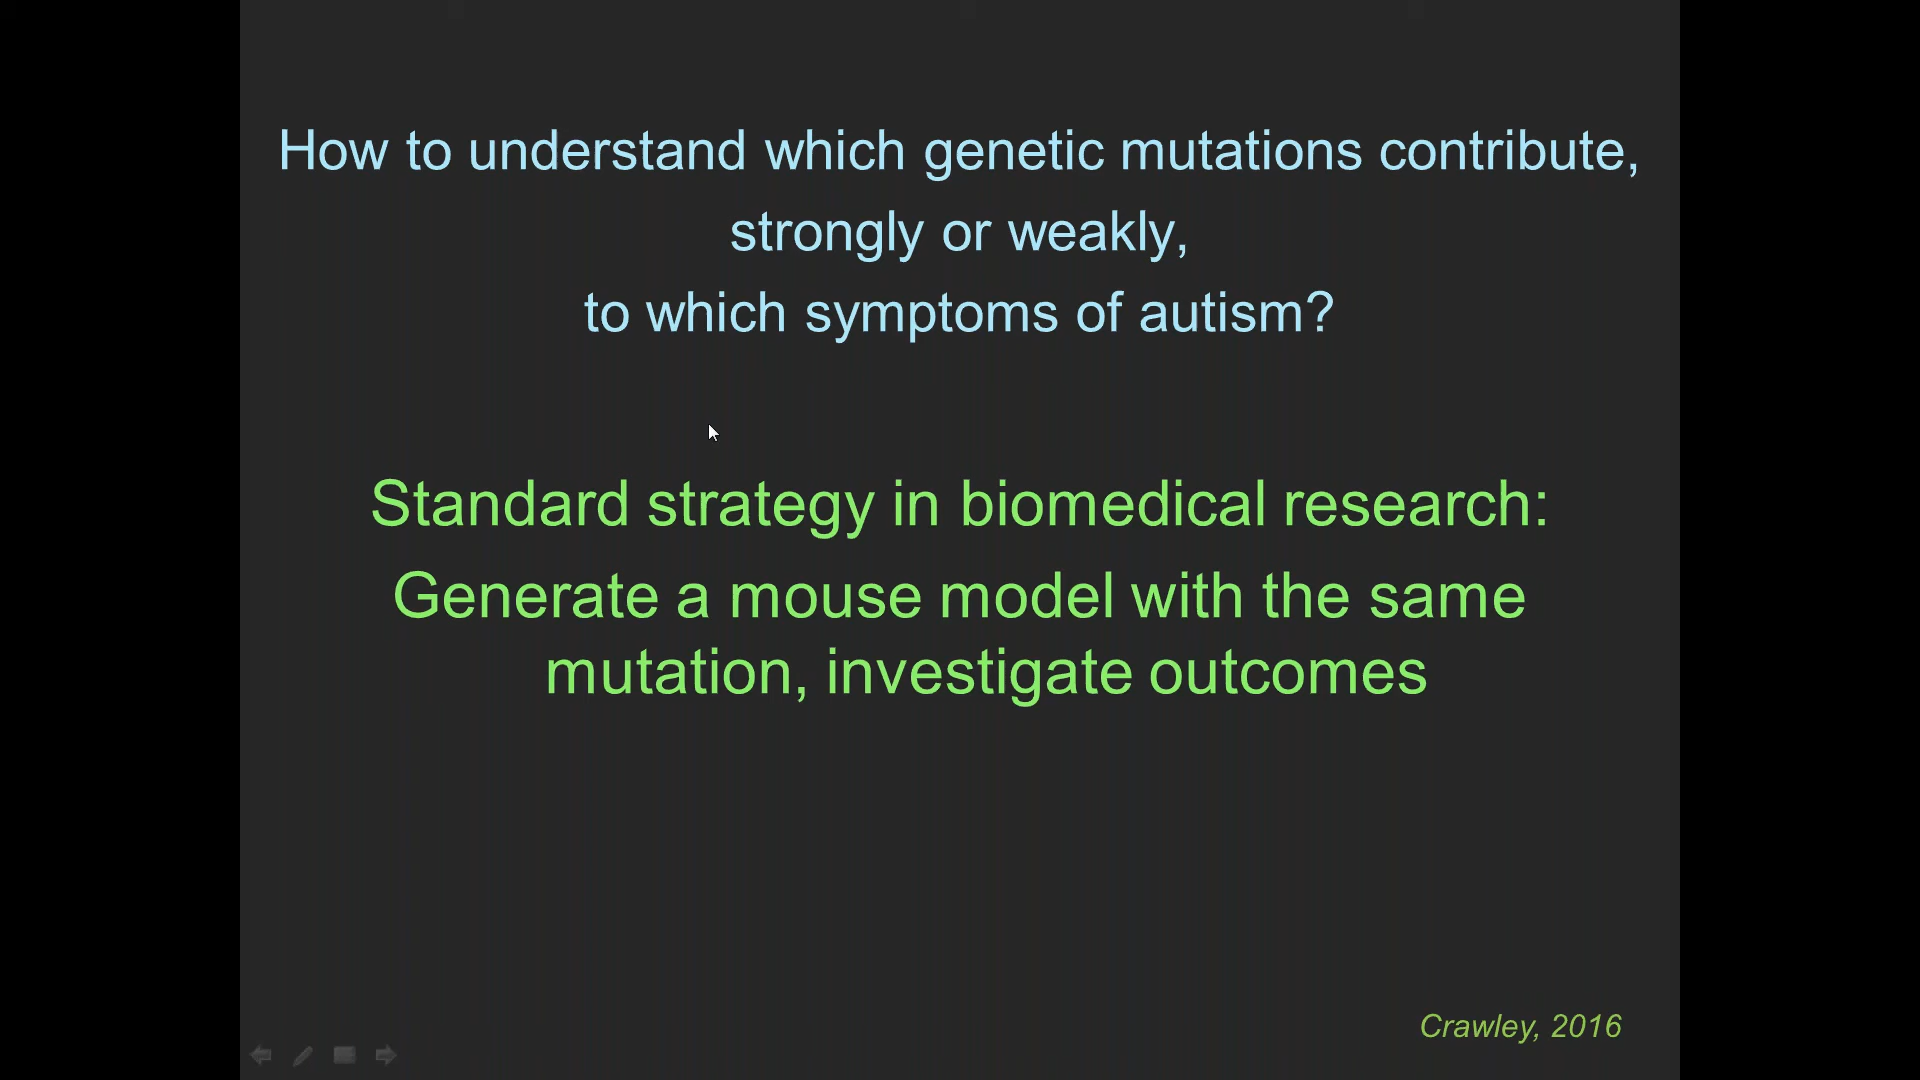 How to understand which genetic mutations contribute,
strongly or weakly,
to which symptoms of autism?
Standard strategy in biomedical research:
Generate a mouse model with the same
mutation, investigate outcomes
Crawley, 2016